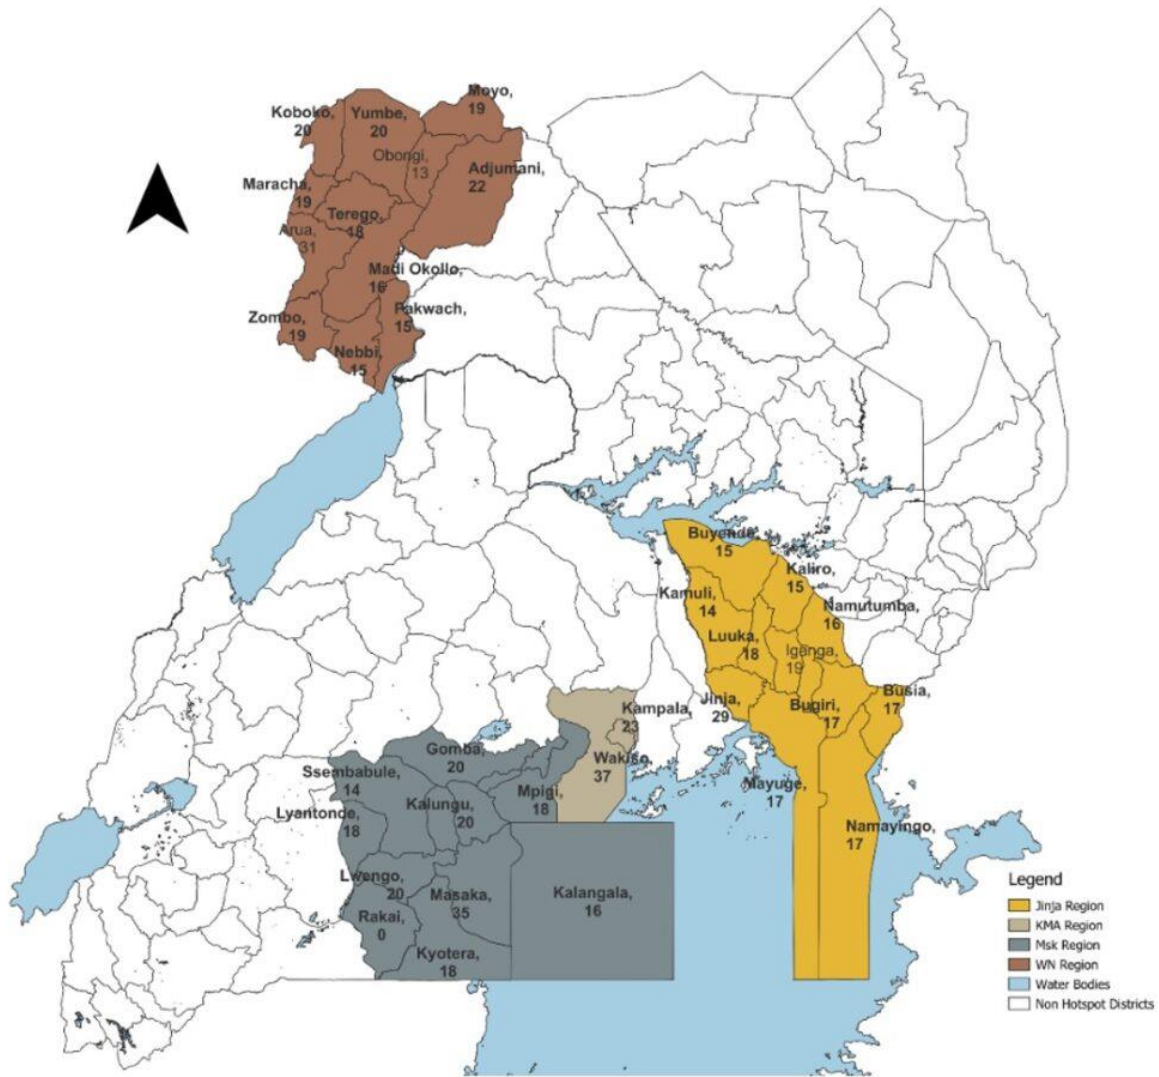 Moyo,
19
Koboko,
20
Yumbe,
20
Obongi,
13
Adjumani,
22
Maracha,
19
Terego,
18
Arua,
31
Madi Okollo,
16
Pakwach,
15
Zombo,
19
Nebbi,
15
Buyende,
15
Kaliro,
15
Kamuli,
14
Namutumba,
16
Luuka,
18
Iganga,
19
Jinja,
29
Bugiri,
17
Busia,
17
Kampala,
23
Wakiso,
37
Gomba,
20
Ssembabule,
14
Mpigi,
18
Mayuge,
17
Kalungu,
20
Lyantonde,
18
Namayingo,
17
Lwengo,
20
Masaka,
35
Kalangala,
16
Rakai,
0
Kyotera,
18
Legend
Jinja Region
KMA Region
Msk Region
WN Region
Water Bodies
Non Hotspot Districts